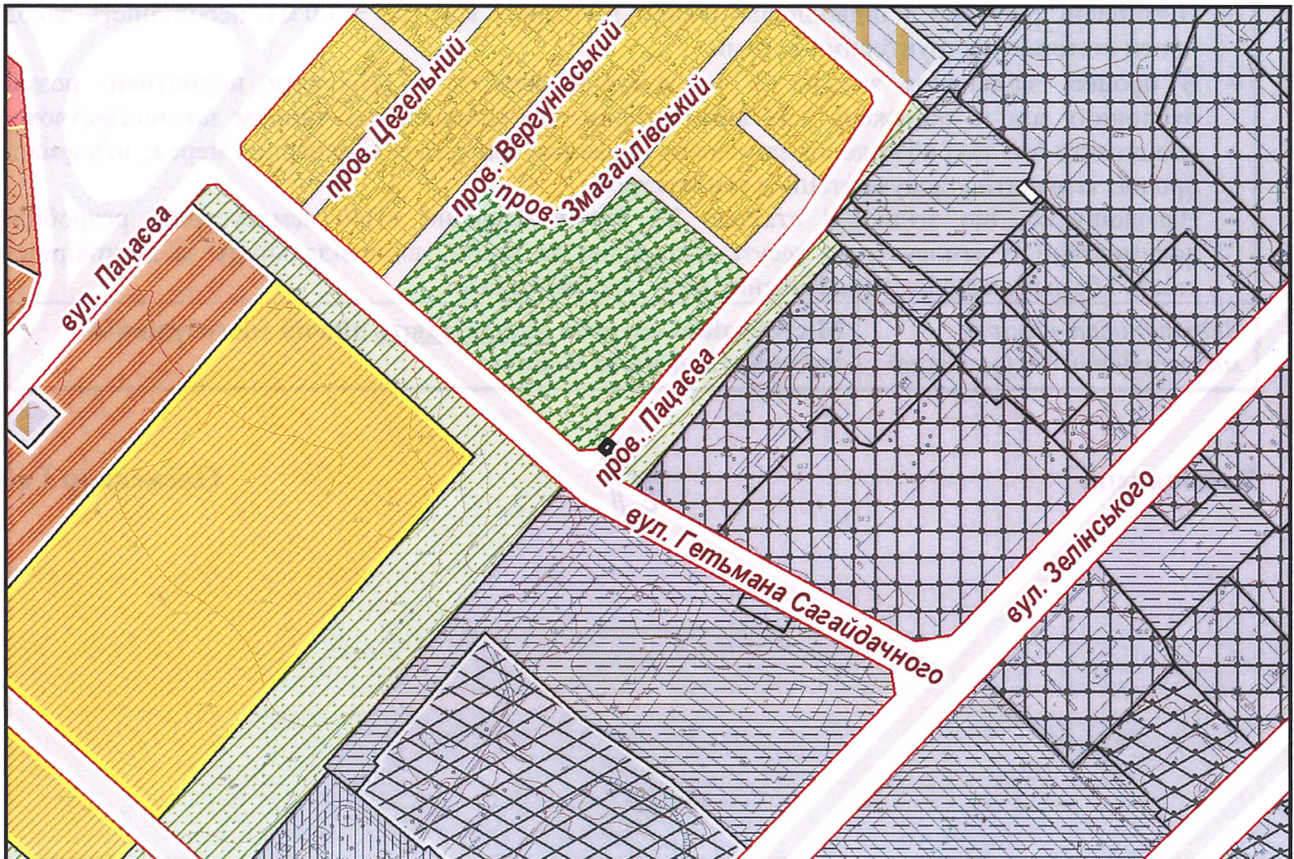 пров. Цегельний
пров. Вергунівський
пров. Змагайлівський
вул. Пацаєва
пров. Пацаєва
вул. Гетьмана Сагайдачного
вул. Зелінського